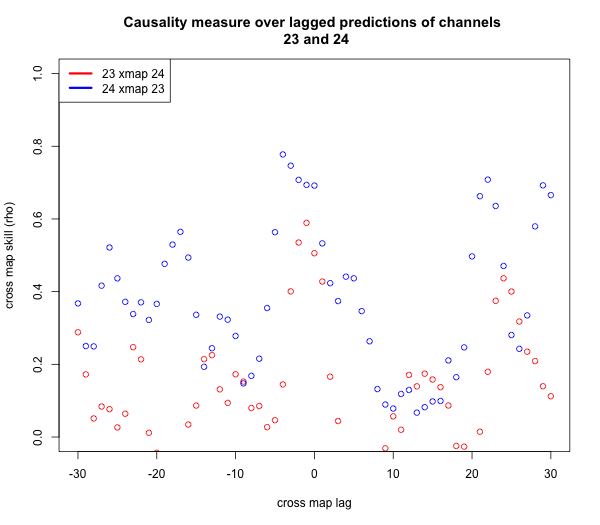 Causality measure over lagged predictions of channels
23 and 24
23 xmap 24
24 xmap 23
cross map skill (rho)
1.0
0.8
0.6
0.4
0.2
0.0
-30 -20 -10 0 10 20 30
cross map lag